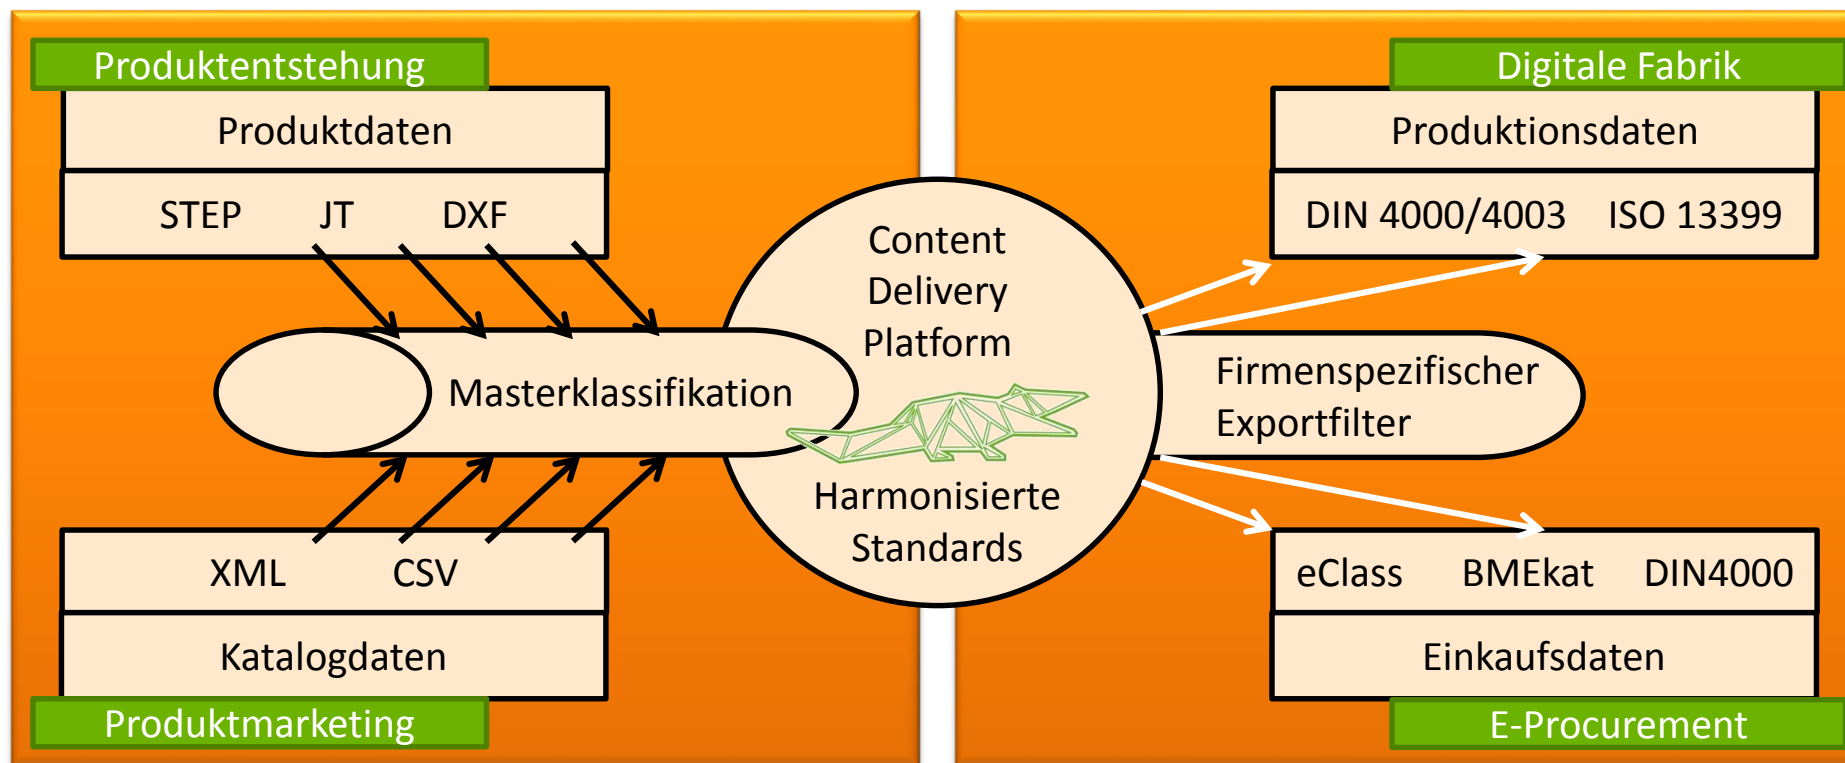 Produktentstehung
Produktdaten
STEP JT DXF
Masterklassifikation
XML CSV
Katalogdaten
Produktmarketing
Content
Delivery
Platform
Harmonisierte
Standards
Digitale Fabrik
Produktionsdaten
DIN 4000/4003 ISO 13399
Firmenspezifischer
Exportfilter
eClass BMEkat DIN4000
Einkaufsdaten
E-Procurement